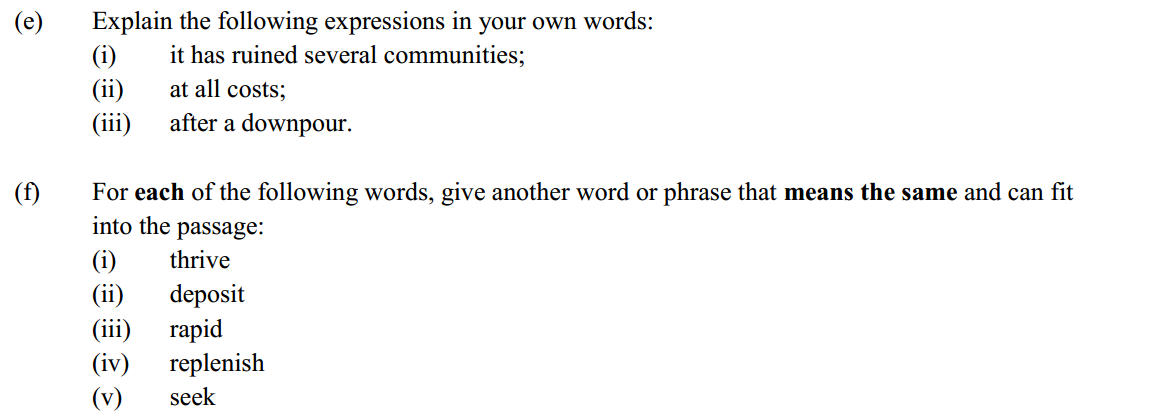 (e) Explain the following expressions in your own words:
(i) it has ruined several communities;
(ii) at all costs;
(iii) after a downpour.
(f) For each of the following words, give another word or phrase that means the same and can fit
into the passage:
(i) thrive
(ii) deposit
(iii) rapid
(iv) replenish
(v) seek